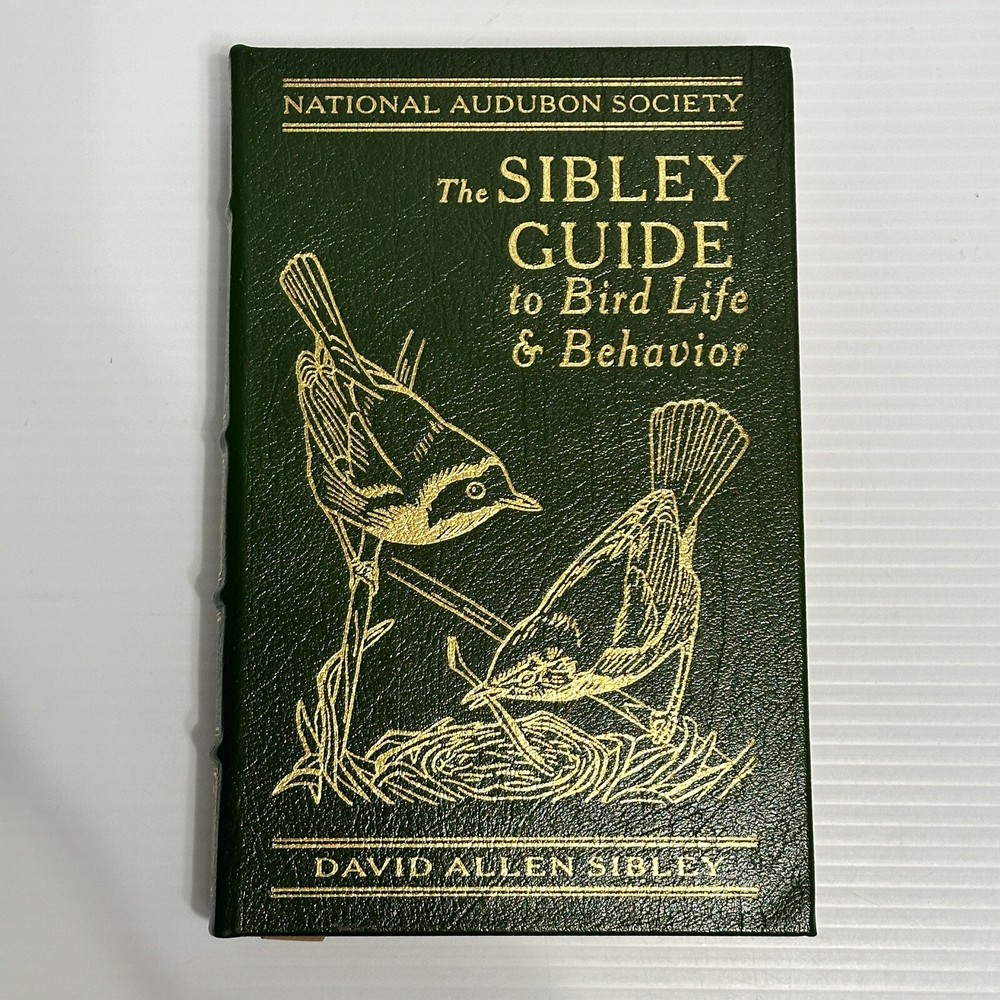 NATIONAL AUDUBON SOCIETY
The SIBLEY
GUIDE
to Bird Life
& Behavior
DAVID ALLEN SIBLEY